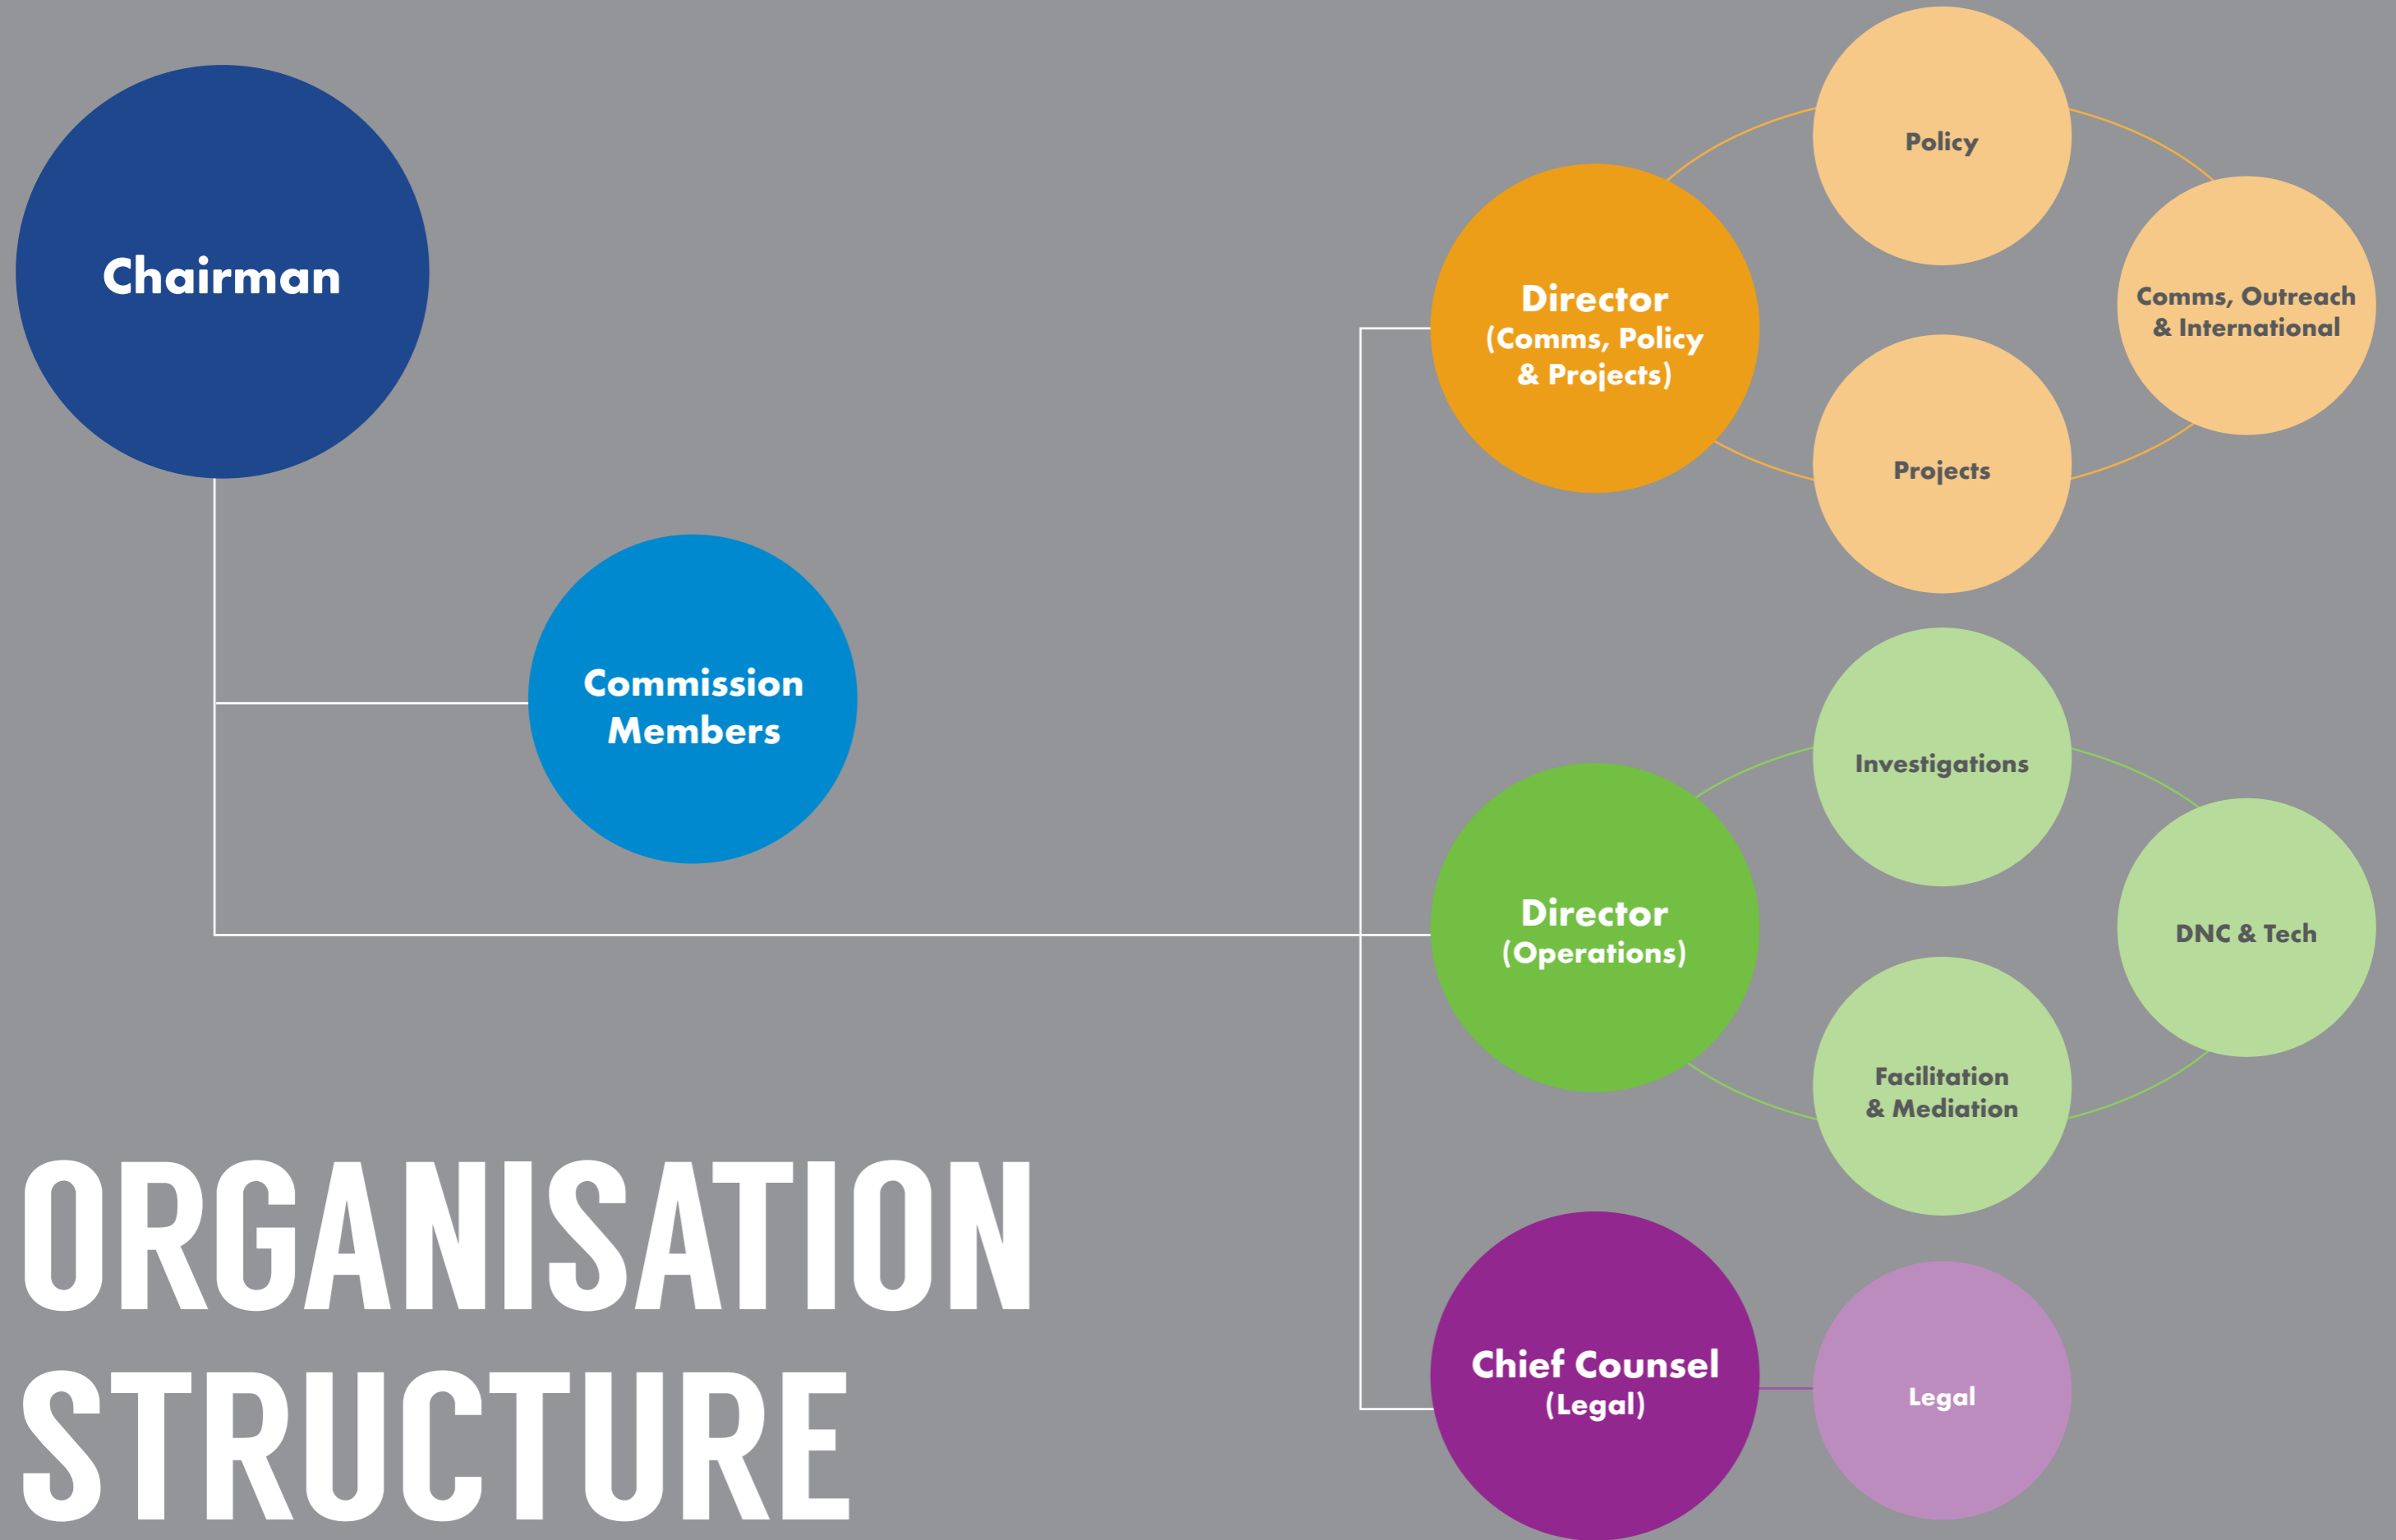 Chairman
Commission
Members
Director
(Comms, Policy
& Projects)
Policy
Comms, Outreach
& International
Projects
Director
(Operations)
Investigations
DNC & Tech
Facilitation
& Mediation
Chief Counsel
(Legal)
Legal
ORGANISATION
STRUCTURE